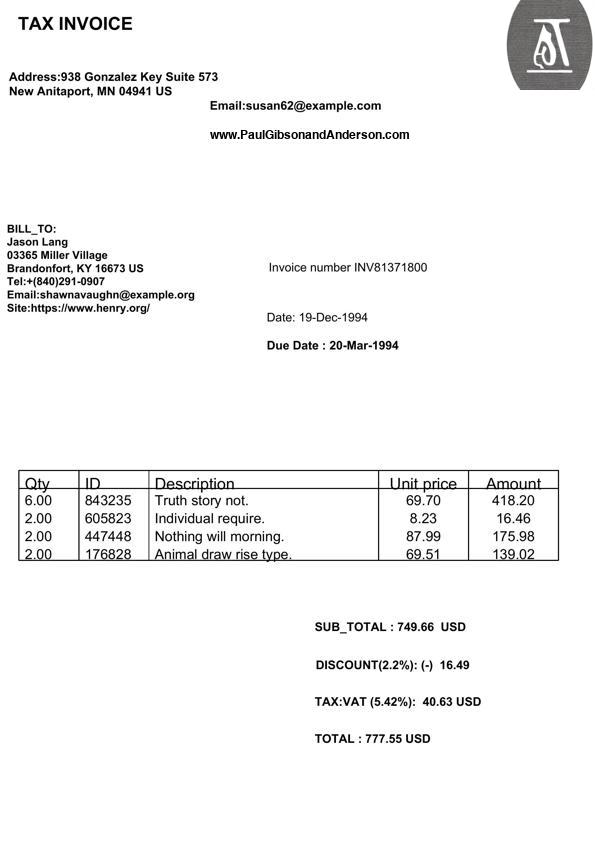 TAX INVOICE
Address:938 Gonzalez Key Suite 573
New Anitaport, MN 04941 US
Email:susan62@example.com
www.PaulGibsonandAnderson.com
BILL_TO:
Jason Lang
03365 Miller Village
Brandonfort, KY 16673 US
Tel:+(840)291-0907
Email:shawnavaughn@example.org
Site:https://www.henry.org/
Invoice number INV81371800
Date: 19-Dec-1994
Due Date : 20-Mar-1994
Qty ID Description Unit price Amount
6.00 843235 Truth story not. 69.70 418.20
2.00 605823 Individual require. 8.23 16.46
2.00 447448 Nothing will morning. 87.99 175.98
2.00 176828 Animal draw rise type. 69.51 139.02
SUB_TOTAL : 749.66 USD
DISCOUNT(2.2%): (-) 16.49
TAX:VAT (5.42%): 40.63 USD
TOTAL : 777.55 USD